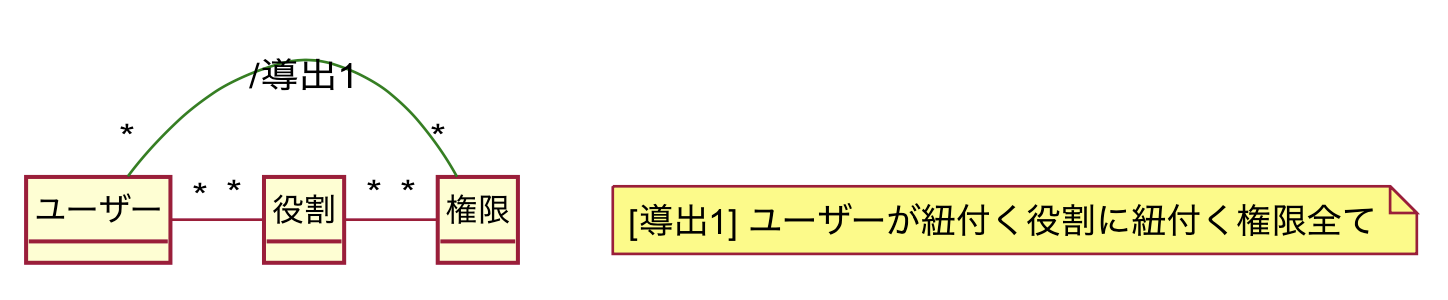 /導出1
* *
* * * *
ユーザー 役割 権限
[導出1] ユーザーが紐付く役割に紐付く権限全て